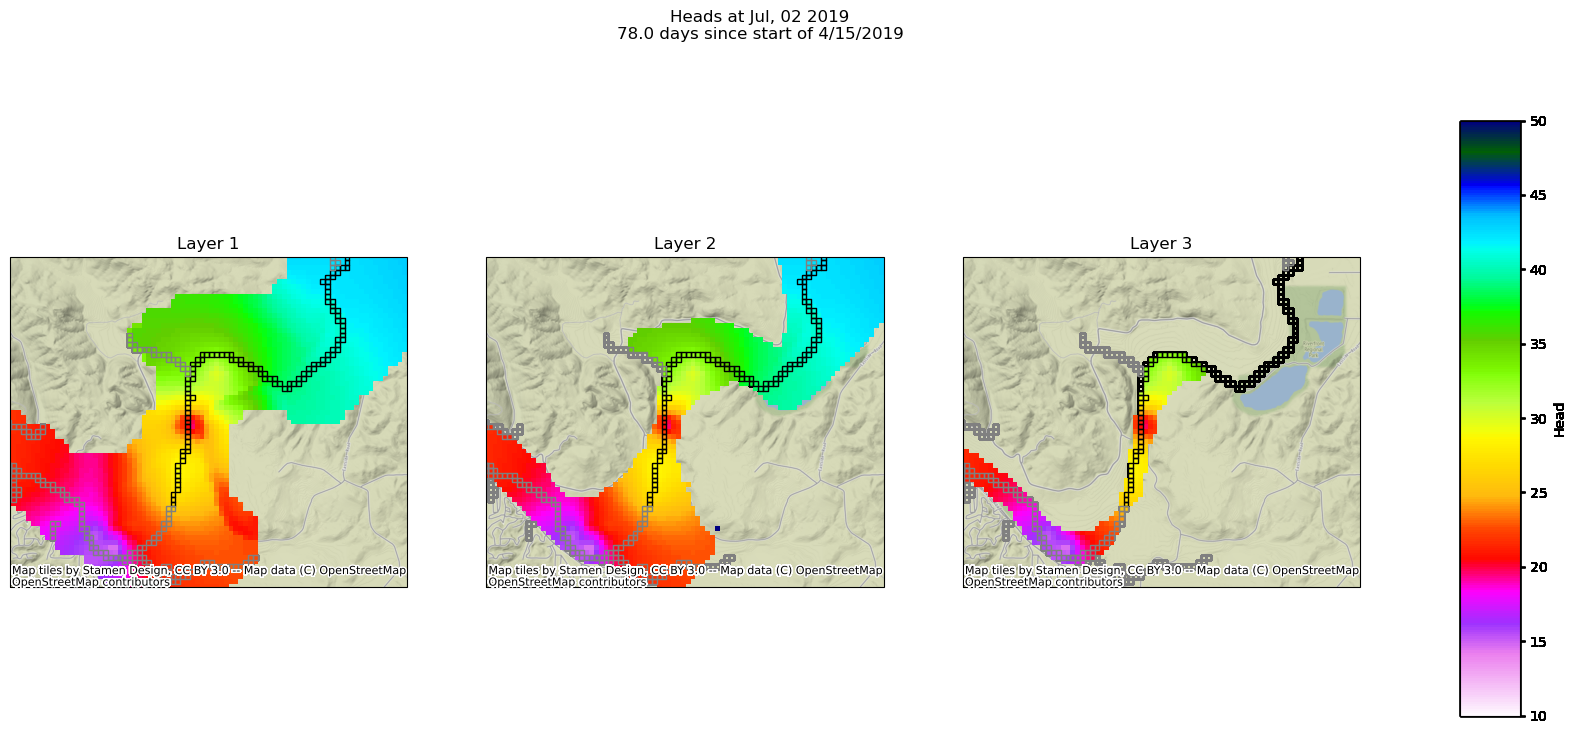 Heads at Jul, 02 2019
78.0 days since start of 4/15/2019
Layer 1
Layer 2
Layer 3
Map tiles by Stamen Design, CC BY 3.0 -- Map data (C) OpenStreetMap
OpenStreetMap contributors
Map tiles by Stamen Design, CC BY 3.0 -- Map data (C) OpenStreetMap
OpenStreetMap contributors
Map tiles by Stamen Design, CC BY 3.0 -- Map data (C) OpenStreetMap
OpenStreetMap contributors
50
45
40
35
30
25
20
15
10
Head